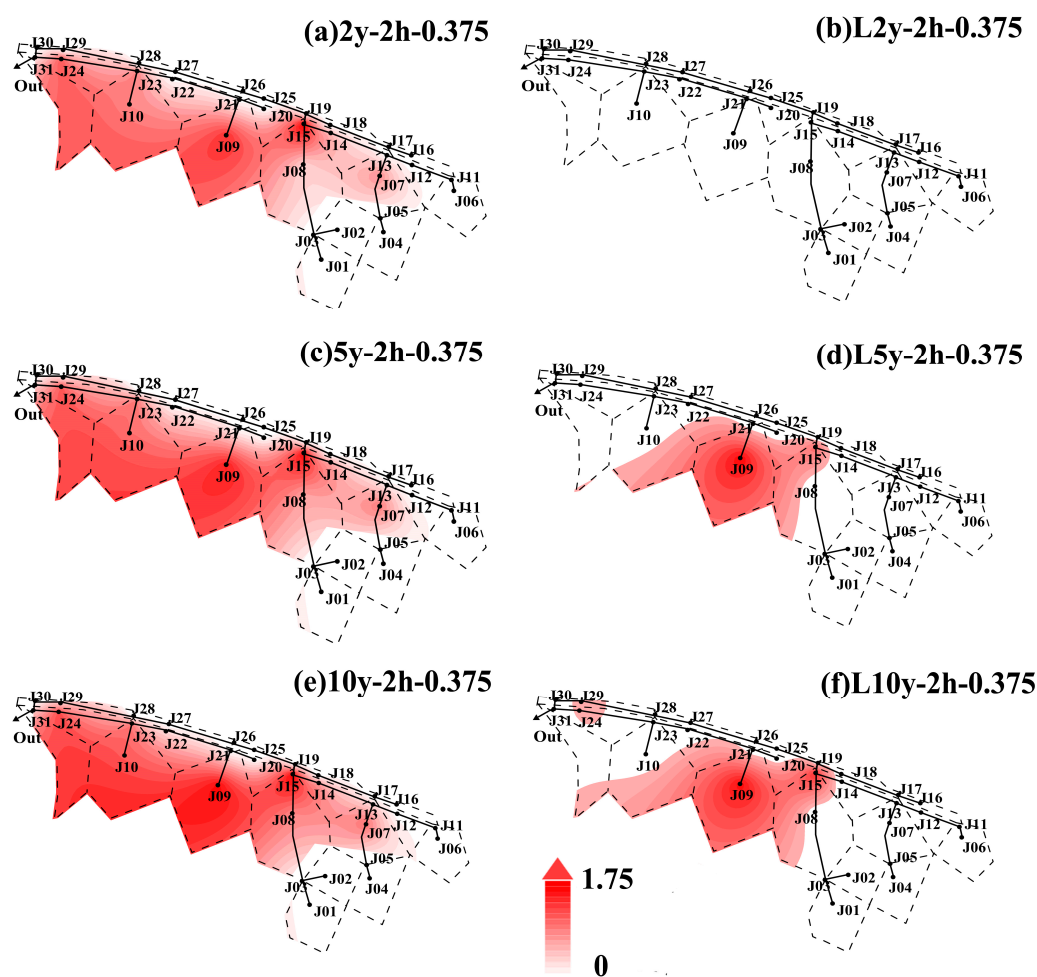 (a)2y-2h-0.375
J30 J29
J28
J27
J31 J24
Out
J23
J22
J26
J25
J21
J10
J20
J19
J18
J09
J15
J14
J17
J16
J13
J12
J08
J07
J11
J06
J05
J03
J02
J04
J01
(b)L2y-2h-0.375
J30 J29
J28
J27
J31 J24
Out
J23
J22
J26
J25
J21
J10
J20
J19
J18
J09
J15
J14
J17
J16
J13
J12
J08
J07
J11
J06
J05
J03
J02
J04
J01
(c)5y-2h-0.375
J30 J29
J28
J27
J31 J24
Out
J23
J22
J26
J25
J21
J10
J20
J19
J18
J09
J15
J14
J17
J16
J13
J12
J08
J07
J11
J06
J05
J03
J02
J04
J01
(d)L5y-2h-0.375
J30 J29
J28
J27
J31 J24
Out
J23
J22
J26
J25
J21
J10
J20
J19
J18
J09
J15
J14
J17
J16
J13
J12
J08
J07
J11
J06
J05
J03
J02
J04
J01
(e)10y-2h-0.375
J30 J29
J28
J27
J31 J24
Out
J23
J22
J26
J25
J21
J10
J20
J19
J18
J09
J15
J14
J17
J16
J13
J12
J08
J07
J11
J06
J05
J03
J02
J04
J01
(f)L10y-2h-0.375
J30 J29
J28
J27
J31 J24
Out
J23
J22
J26
J25
J21
J10
J20
J19
J18
J09
J15
J14
J17
J16
J13
J12
J08
J07
J11
J06
J05
J03
J02
J04
J01
1.75
0